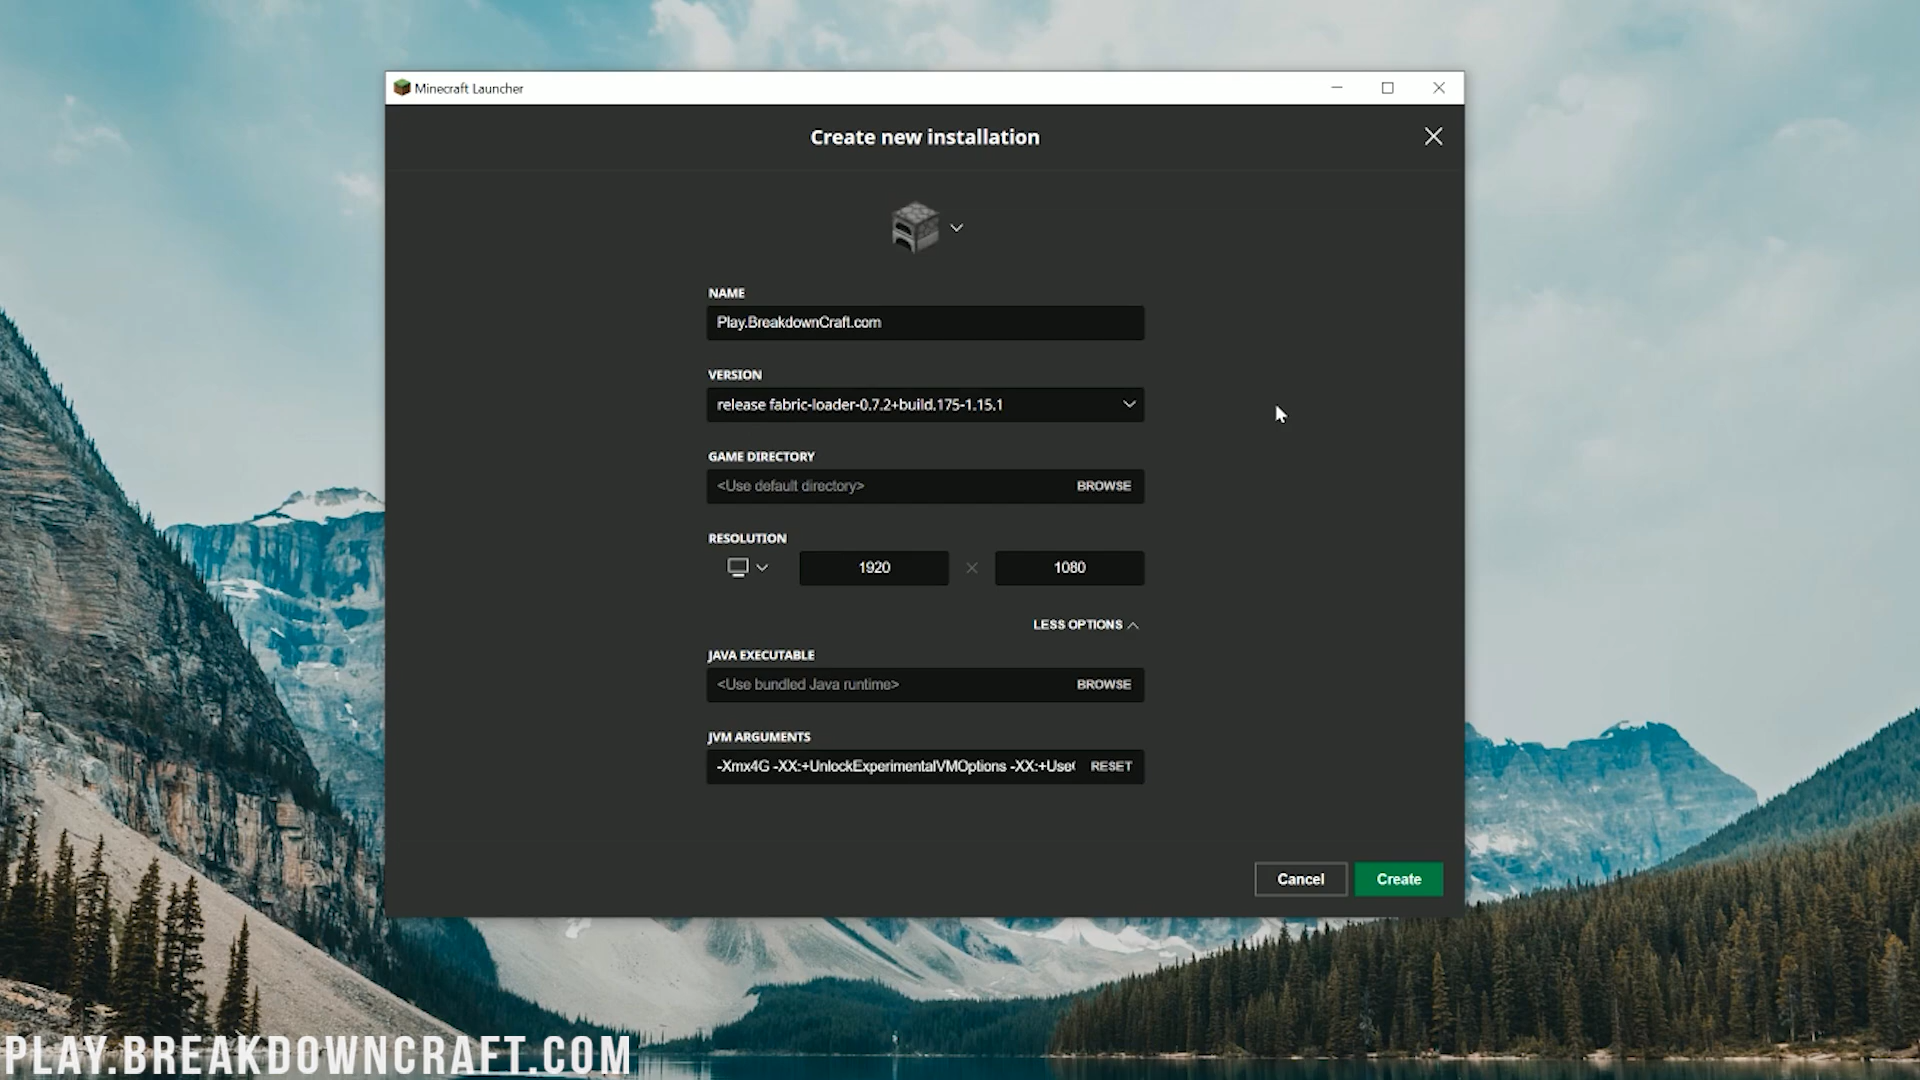 Minecraft Launcher
Create new installation
NAME
Play.BreakdownCraft.com
VERSION
release fabric-loader-0.7.2+build.175-1.15.1
GAME DIRECTORY
<Use default directory>
BROWSE
RESOLUTION
1920
1080
LESS OPTIONS
JAVA EXECUTABLE
<Use bundled Java runtime>
BROWSE
JVM ARGUMENTS
-Xmx4G -XX:+UnlockExperimentalVMOptions -XX:+Use
RESET
Cancel
Create
PLAY.BREAKDOWNCRAFT.COM